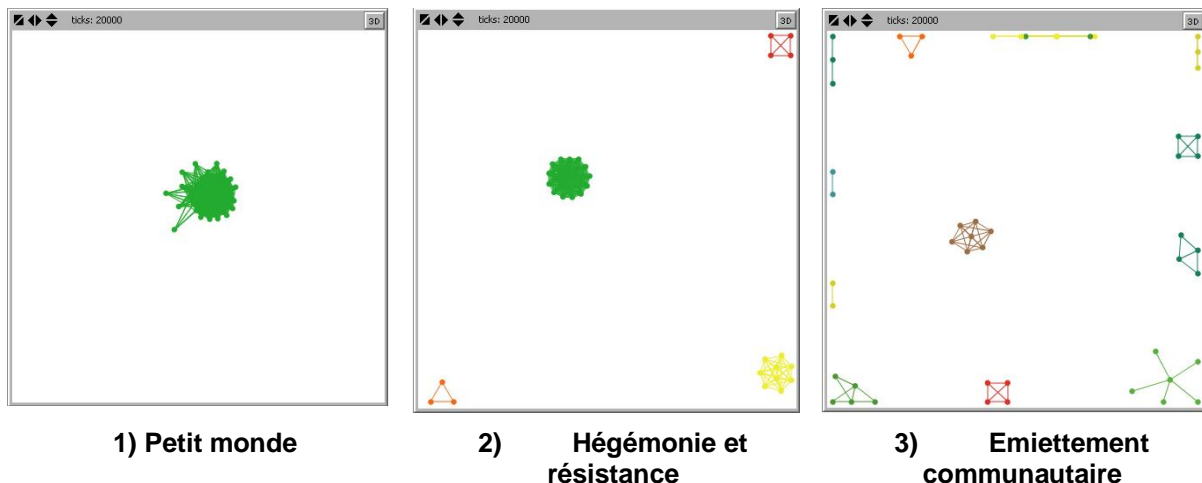 ticks: 20000
3D
ticks: 20000
3D
ticks: 20000
3D
1) Petit monde
2) Hégémonie et
résistance
3) Emiettement
communautaire